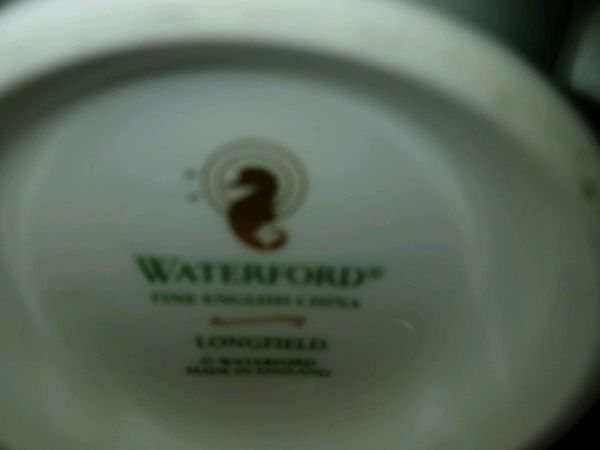 WATERFORD®
FINE ENGLISH CHINA
LONGFIELD
© WATERFORD
MADE IN ENGLAND